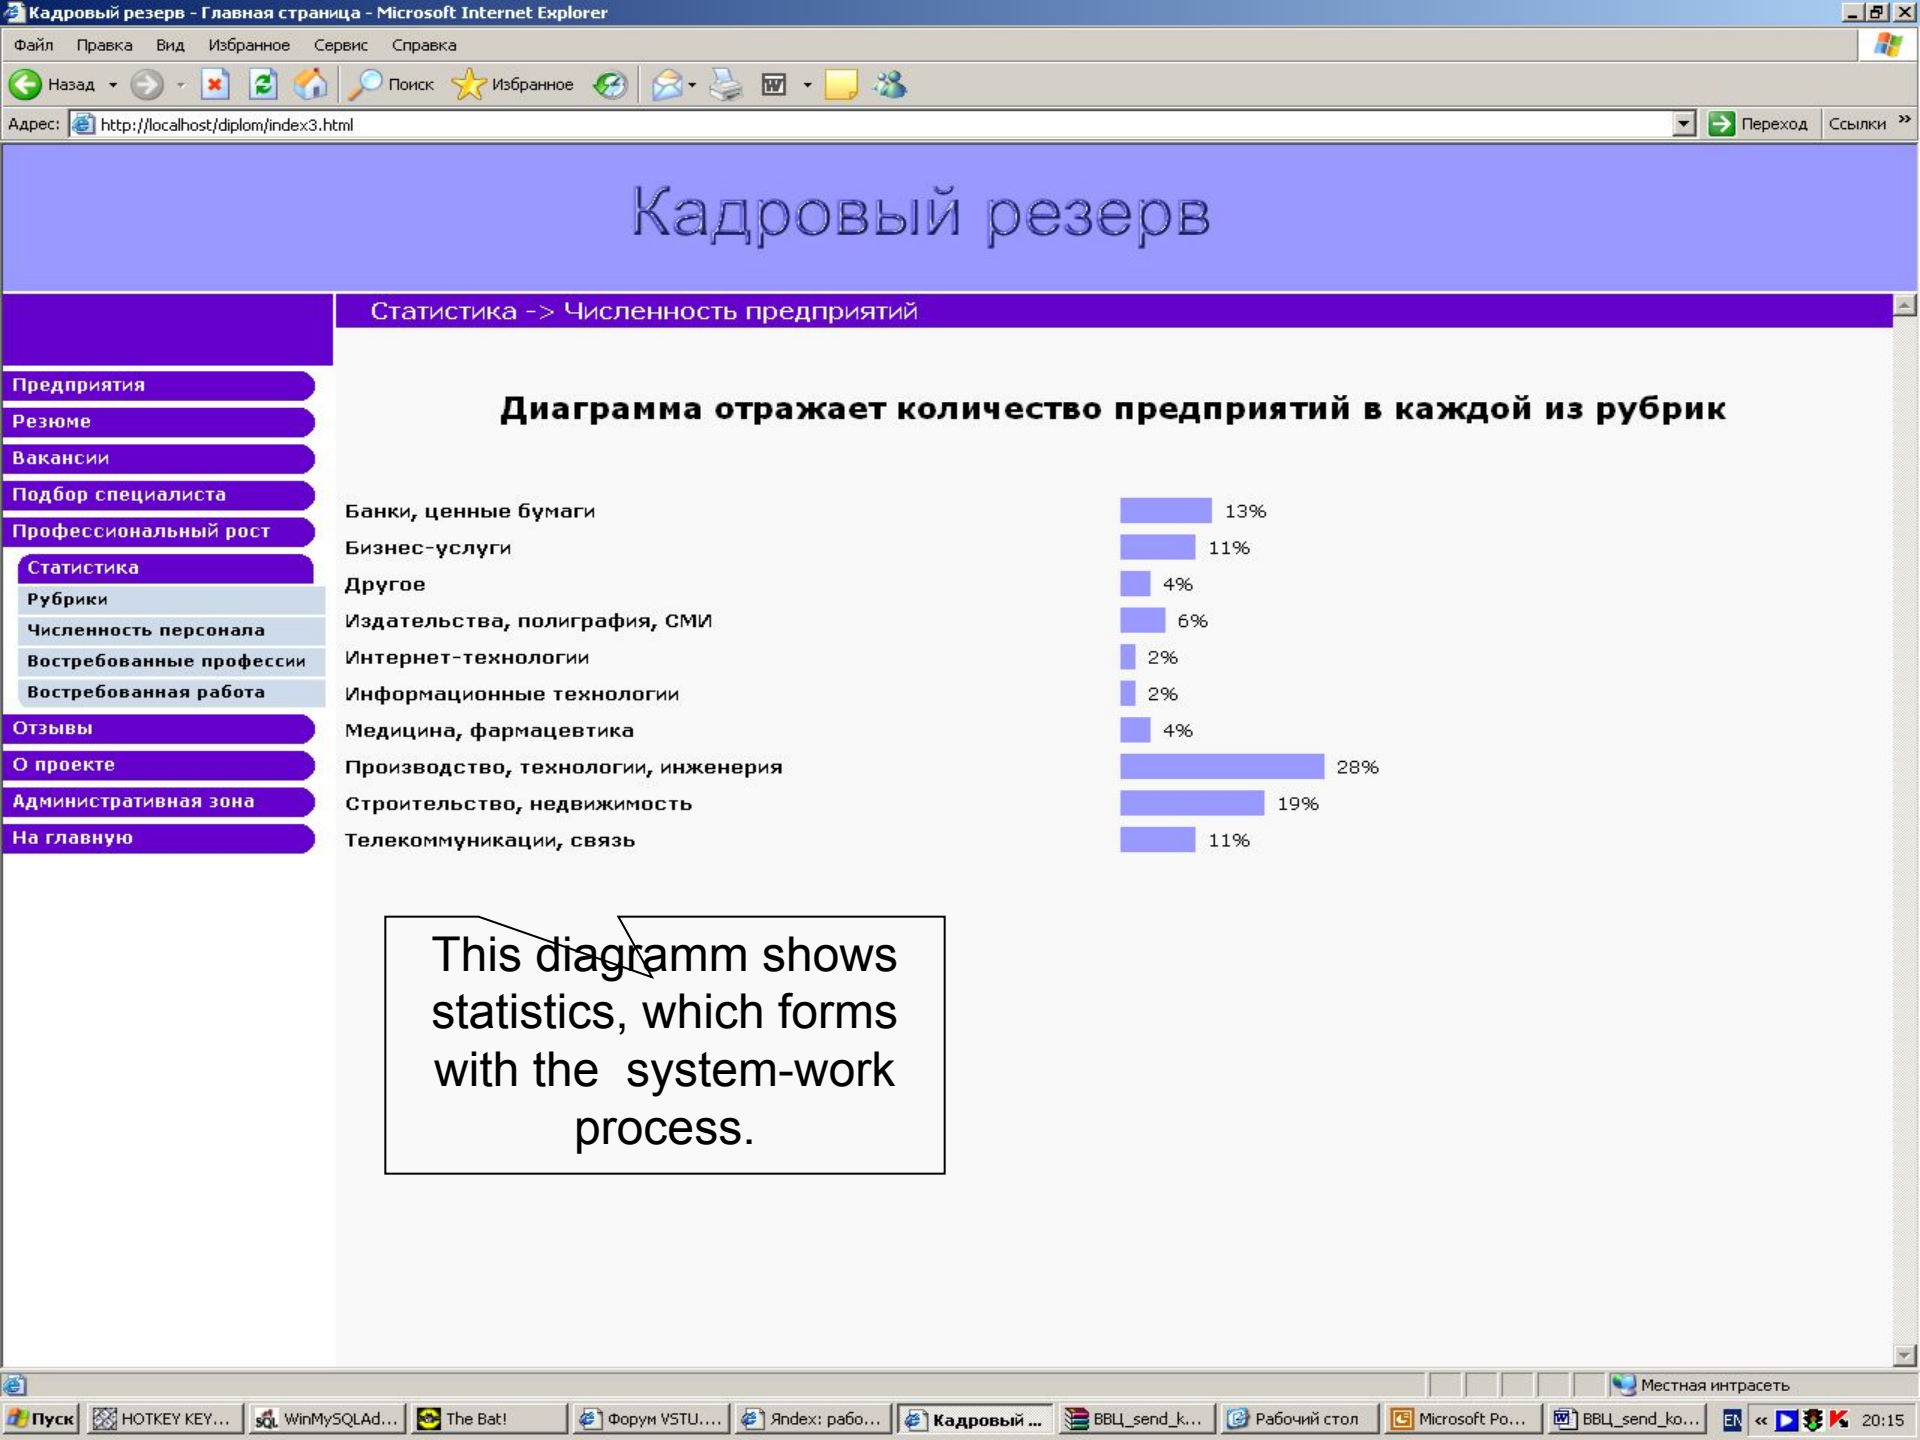 Кадровый резерв - Главная страница - Microsoft Internet Explorer
Файл Правка Вид Избранное Сервис Справка
Назад Поиск Избранное
Адрес: http://localhost/diplom/index3.html Переход Ссылки »
Кадровый резерв
Статистика -> Численность предприятий
Предприятия
Резюме
Вакансии
Подбор специалиста
Профессиональный рост
Статистика
Рубрики
Численность персонала
Востребованные профессии
Востребованная работа
Отзывы
О проекте
Административная зона
На главную
Диаграмма отражает количество предприятий в каждой из рубрик
Банки, ценные бумаги 13%
Бизнес-услуги 11%
Другое 4%
Издательства, полиграфия, СМИ 6%
Интернет-технологии 2%
Информационные технологии 2%
Медицина, фармацевтика 4%
Производство, технологии, инженерия 28%
Строительство, недвижимость 19%
Телекоммуникации, связь 11%
This diagramm shows
statistics, which forms
with the system-work
process.
Местная интрасеть
Пуск HOTKEY KEY... WinMySQLAd... The Bat! Форум VSTU.... Яndex: рабо... Кадровый ... ВВЦ_send_k... Рабочий стол Microsoft Po... ВВЦ_send_ko... EN « 20:15